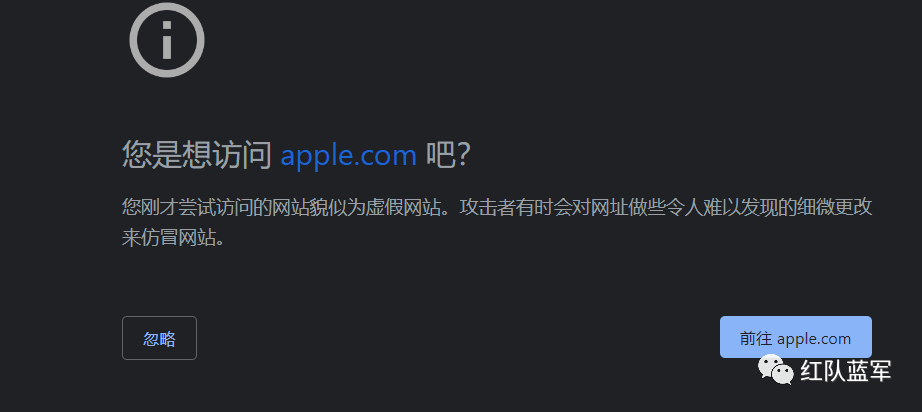 您是想访问 apple.com 吧?
您刚才尝试访问的网站貌似为虚假网站。攻击者有时会对网址做些令人难以发现的细微更改
来仿冒网站。
忽略
前往 apple.com
红队蓝军